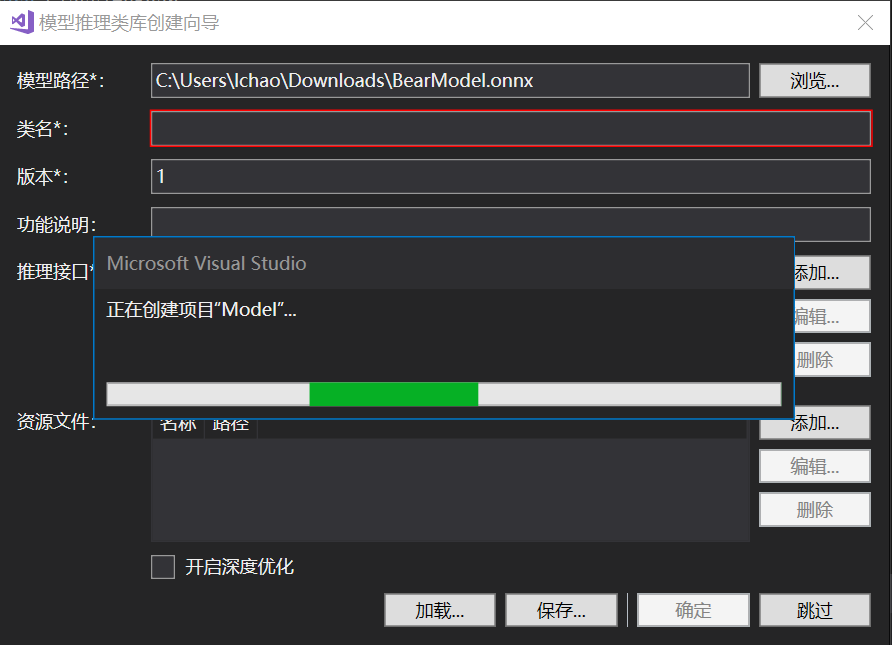 模型推理类库创建向导
模型路径*: C:\Users\lchao\Downloads\BearModel.onnx 浏览...
类名*:
版本*: 1
功能说明:
推理接口* 添加...
Microsoft Visual Studio
正在创建项目“Model”...
编辑...
删除
资源文件: 名称 路径 添加...
编辑...
删除
开启深度优化
加载... 保存... 确定 跳过